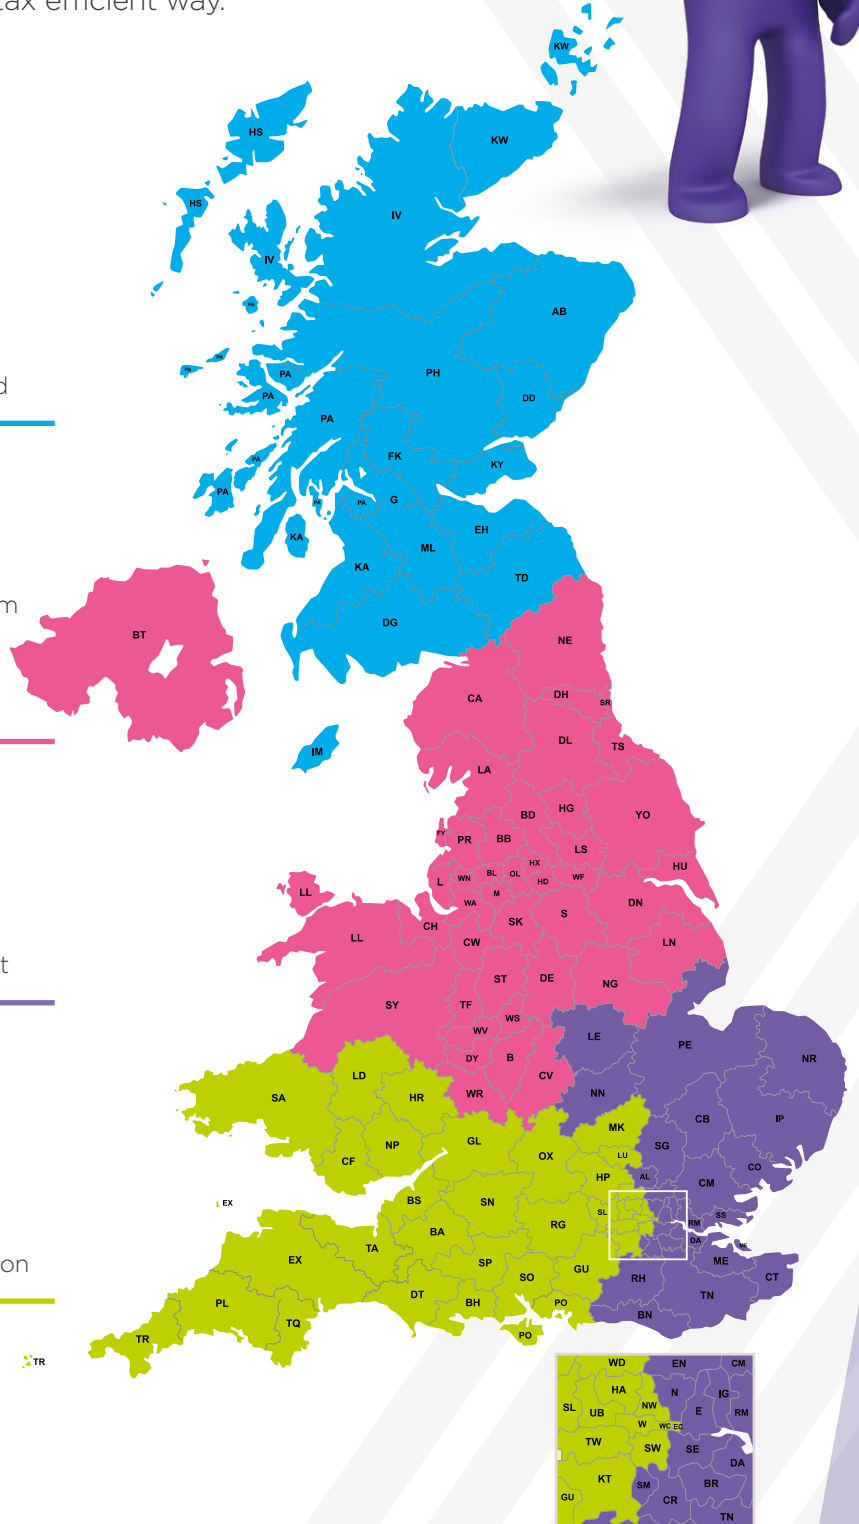 tax efficient way.
KW
HS
KW
HS
IV
IV
PA
AB
PA
PA
PA
PH
PA
DD
PA
FK
PA
KY
PA
PA
PA
G
EH
KA
ML
KA
TD
DG
d
m
BT
NE
CA
DH
SR
DL
TS
IM
LA
HG
BD
YO
FY
PR
BB
LS
HX
HU
L
WN
BL
OL
HD
WF
M
LL
WA
DN
S
CH
SK
LL
CW
LN
t
ST
DE
NG
SY
TF
WS
WV
LE
PE
DY
B
NR
LD
CV
SA
HR
WR
NN
CB
IP
MK
GL
NP
SG
OX
LU
CF
CO
HP
AL
CM
EX
BS
SN
SL
SS
RG
RM
BA
DA
ME
TA
EX
SP
ME
on
GU
SO
RH
CT
DT
TN
PL
BH
PO
BN
TQ
PO
TR
TR
WD
EN
CM
HA
N
IG
SL
NW
UB
E
RM
W
WC
EC
TW
SW
SE
DA
KT
SM
BR
GU
CR
TN